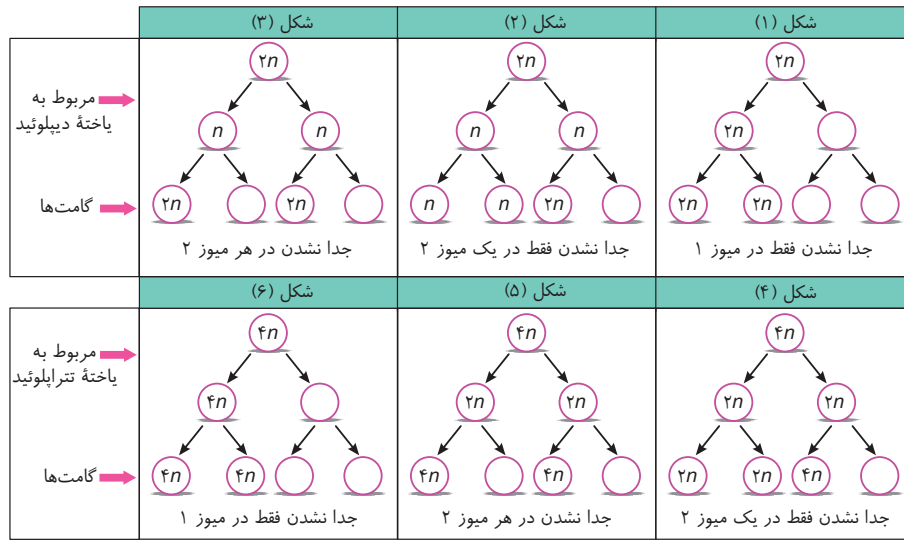 شکل (۱) شکل (۲) شکل (۳)
مربوط به
یاختهٔ دیپلوئید
۲n ۲n ۲n
۲n n n n n
گامت‌ها
۲n ۲n n n ۲n ۲n ۲n
جدا نشدن فقط در میوز ۱
جدا نشدن فقط در یک میوز ۲
جدا نشدن در هر میوز ۲
شکل (۴) شکل (۵) شکل (۶)
مربوط به
یاختهٔ تتراپلوئید
۴n ۴n ۴n
۲n ۲n ۲n ۲n ۴n
گامت‌ها
۲n ۲n ۴n ۴n ۴n ۴n ۴n
جدا نشدن فقط در یک میوز ۲
جدا نشدن در هر میوز ۲
جدا نشدن فقط در میوز ۱